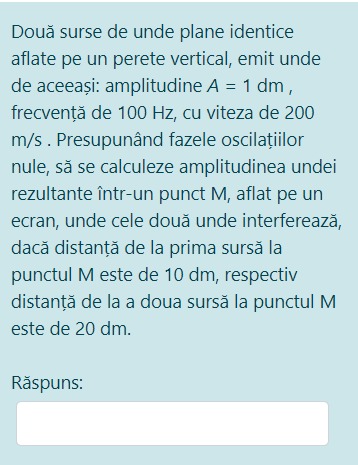 Două surse de unde plane identice
aflate pe un perete vertical, emit unde
de aceeași: amplitudine A = 1 dm ,
frecvență de 100 Hz, cu viteza de 200
m/s . Presupunând fazele oscilațiilor
nule, să se calculeze amplitudinea undei
rezultante într-un punct M, aflat pe un
ecran, unde cele două unde interferează,
dacă distanță de la prima sursă la
punctul M este de 10 dm, respectiv
distanță de la a doua sursă la punctul M
este de 20 dm.
Răspuns: